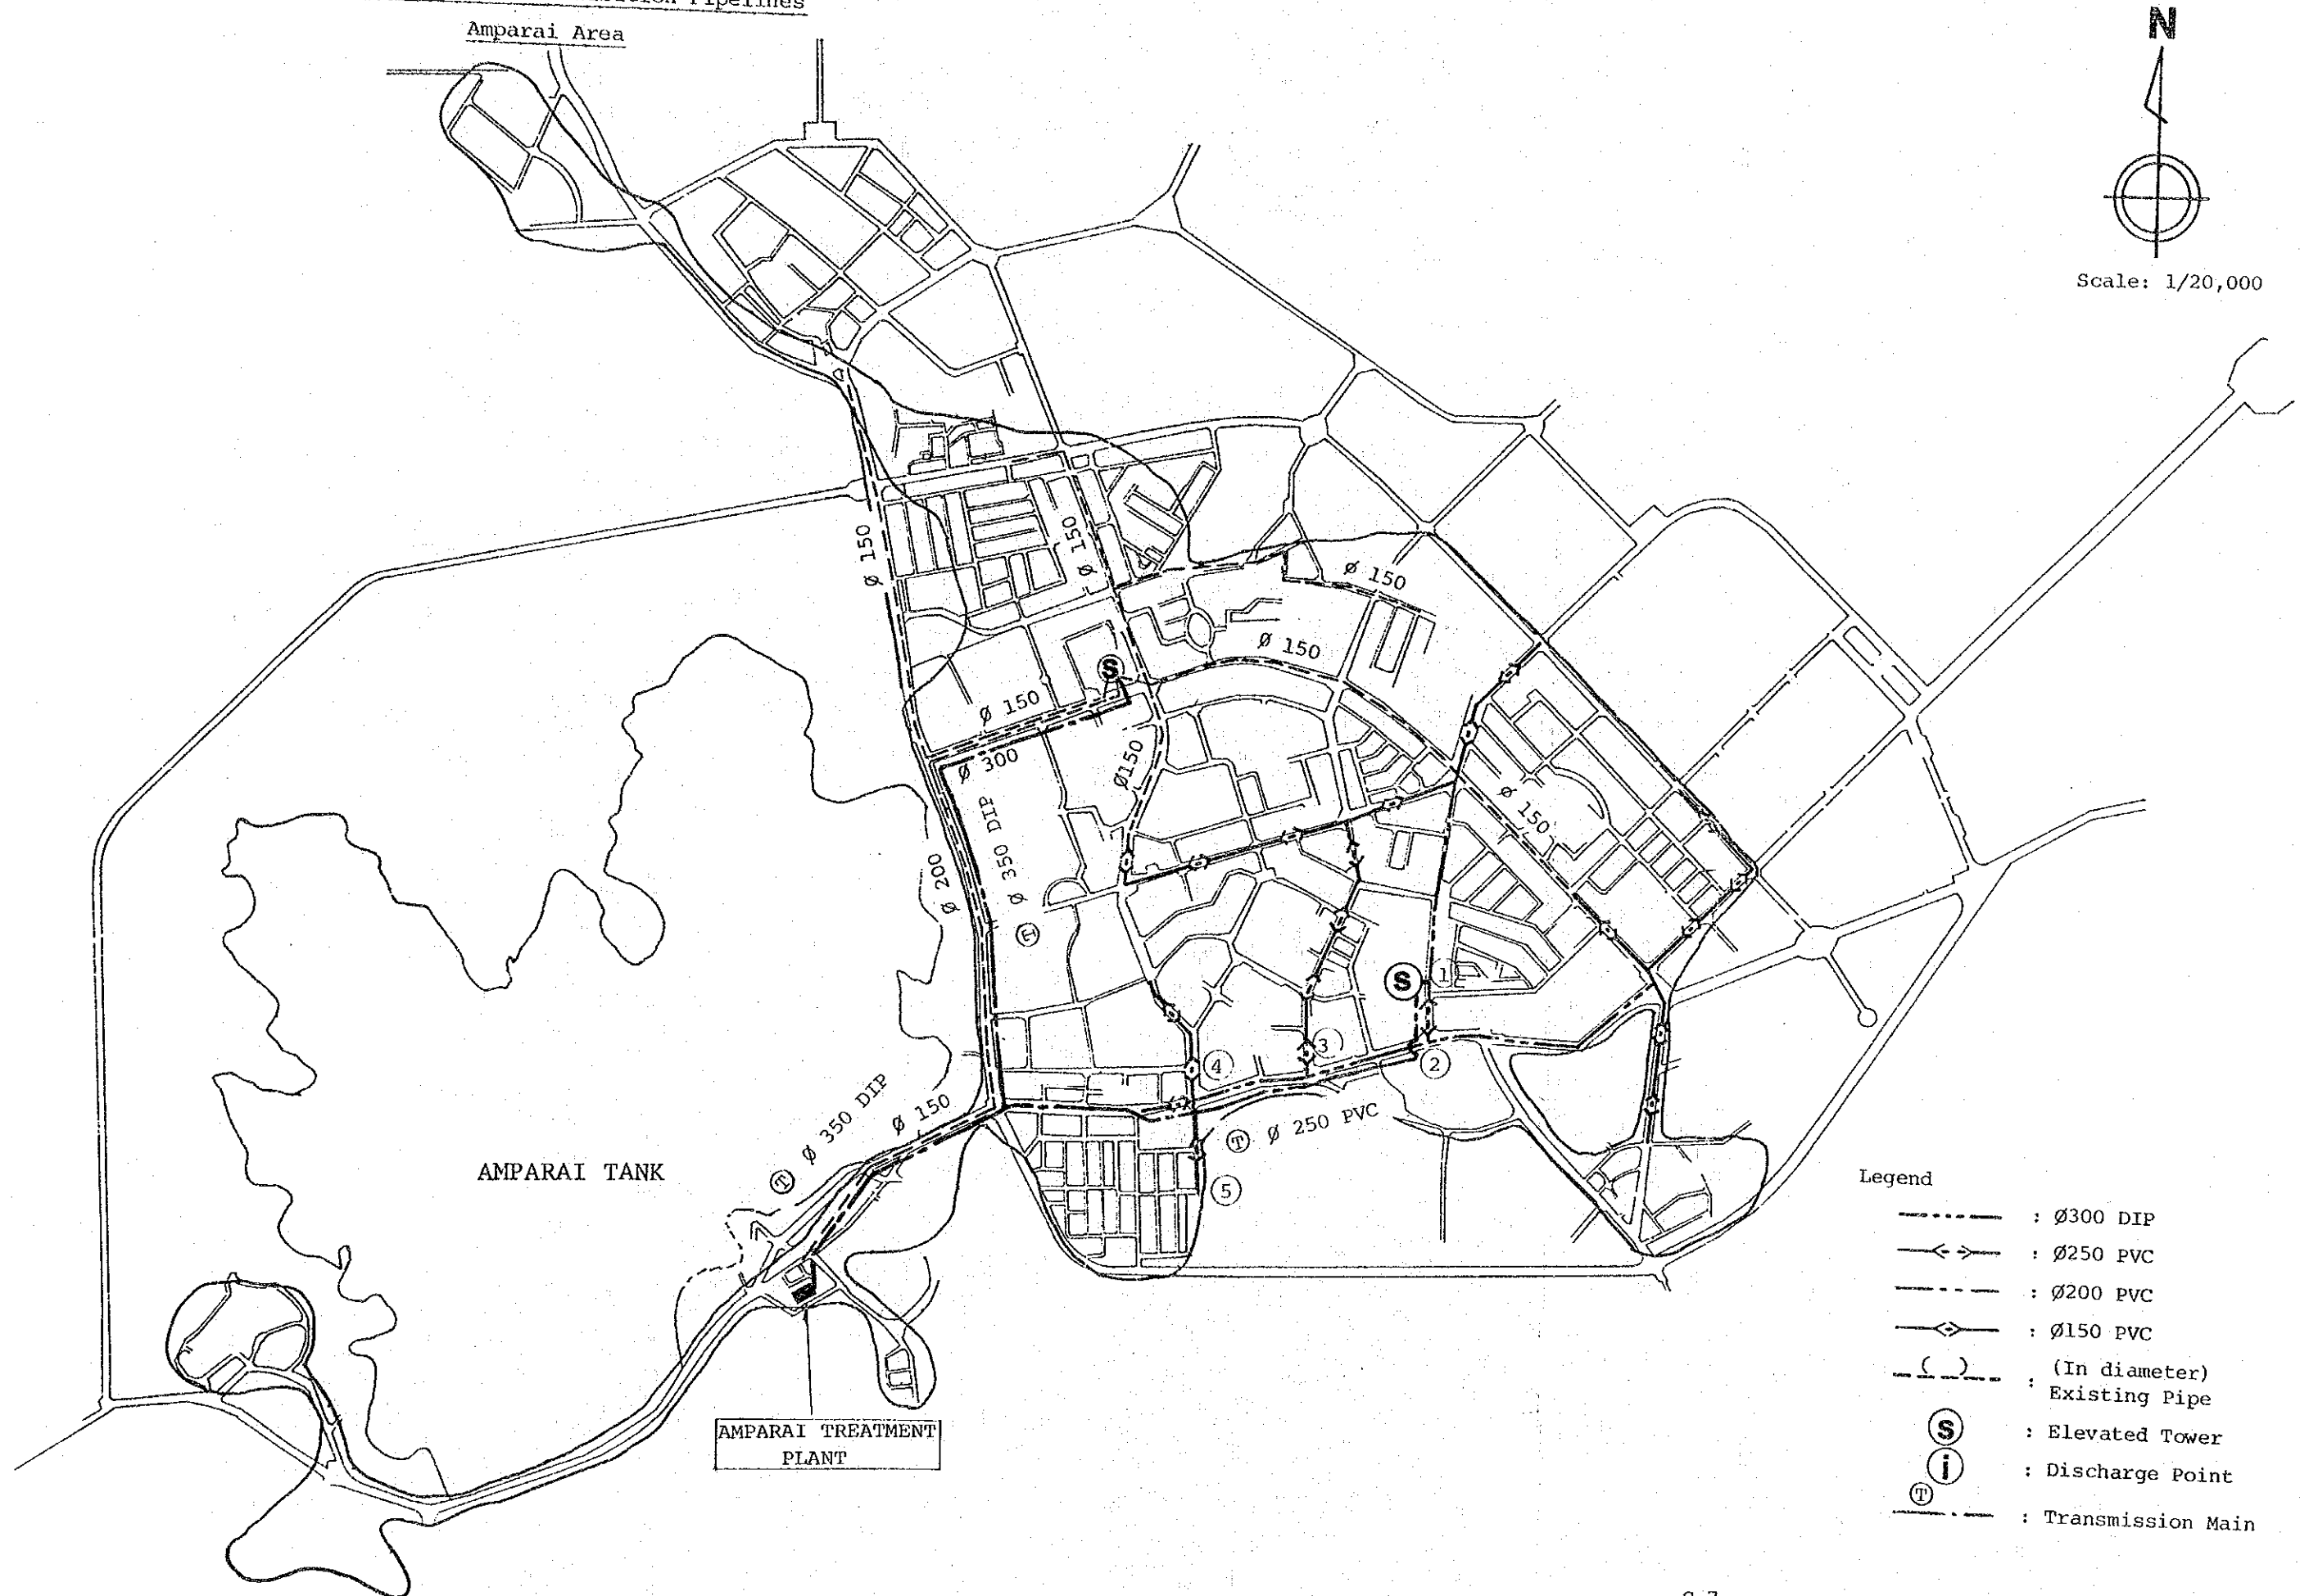 Pipelines
Amparai Area
N
Scale: 1/20,000
Ø 150
Ø 150
Ø 150
Ø 150
S
Ø 150
Ø 300
Ø150
Ø 150
Ø 350 DIP
Ø 200
T
S
1
2
3
4
5
Ø 350 DIP
Ø 150
T
T Ø 250 PVC
AMPARAI TANK
AMPARAI TREATMENT
PLANT
Legend
: Ø300 DIP
: Ø250 PVC
: Ø200 PVC
: Ø150 PVC
( ) : (In diameter)
Existing Pipe
S : Elevated Tower
i : Discharge Point
T
: Transmission Main